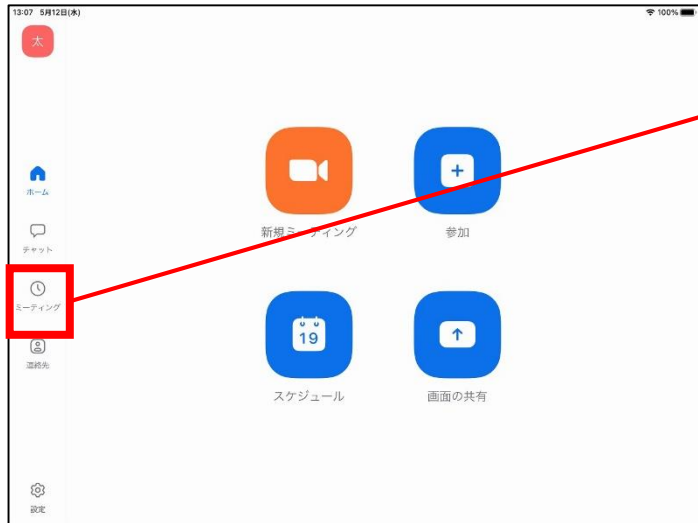 13:07 5月12日(水)
100%
太
ホーム
チャット
ミーティング
連絡先
設定
新規ミーティング
参加
19
スケジュール
画面の共有